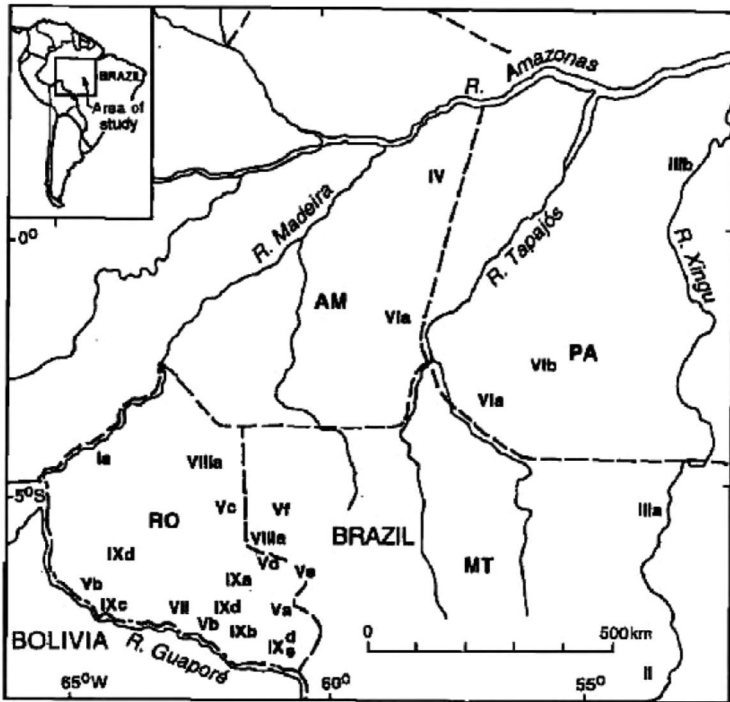 BRAZIL
Area of
study
R. Amazonas
IV
IIIb
R. Madeira
R. Tapajós
R. Xingu
0°
AM
VIa
VIb
PA
VIa
Ia
VIIIa
5°S
IIIa
RO
Vc
Vf
BRAZIL
VIIIa
IXd
Vd
Ve
MT
Vb
IXa
IXc
VII
IXd
Va
Vb
IXb
0
500km
BOLIVIA
R. Guaporé
IX d
e
II
65°W
60
55°